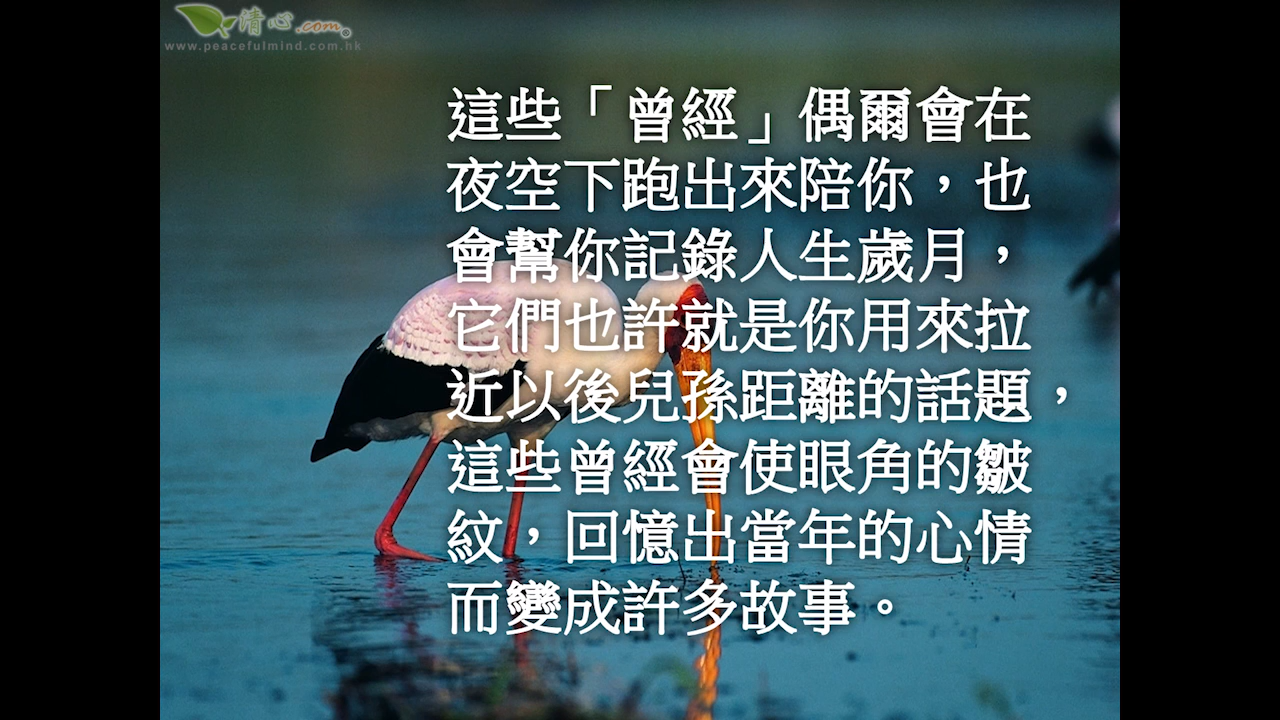 清心.com
www.peacefulmind.com.hk
這些「曾經」偶爾會在
夜空下跑出來陪你，也
會幫你記錄人生歲月，
它們也許就是你用來拉
近以後兒孫距離的話題，
這些曾經會使眼角的皺
紋，回憶出當年的心情
而變成許多故事。